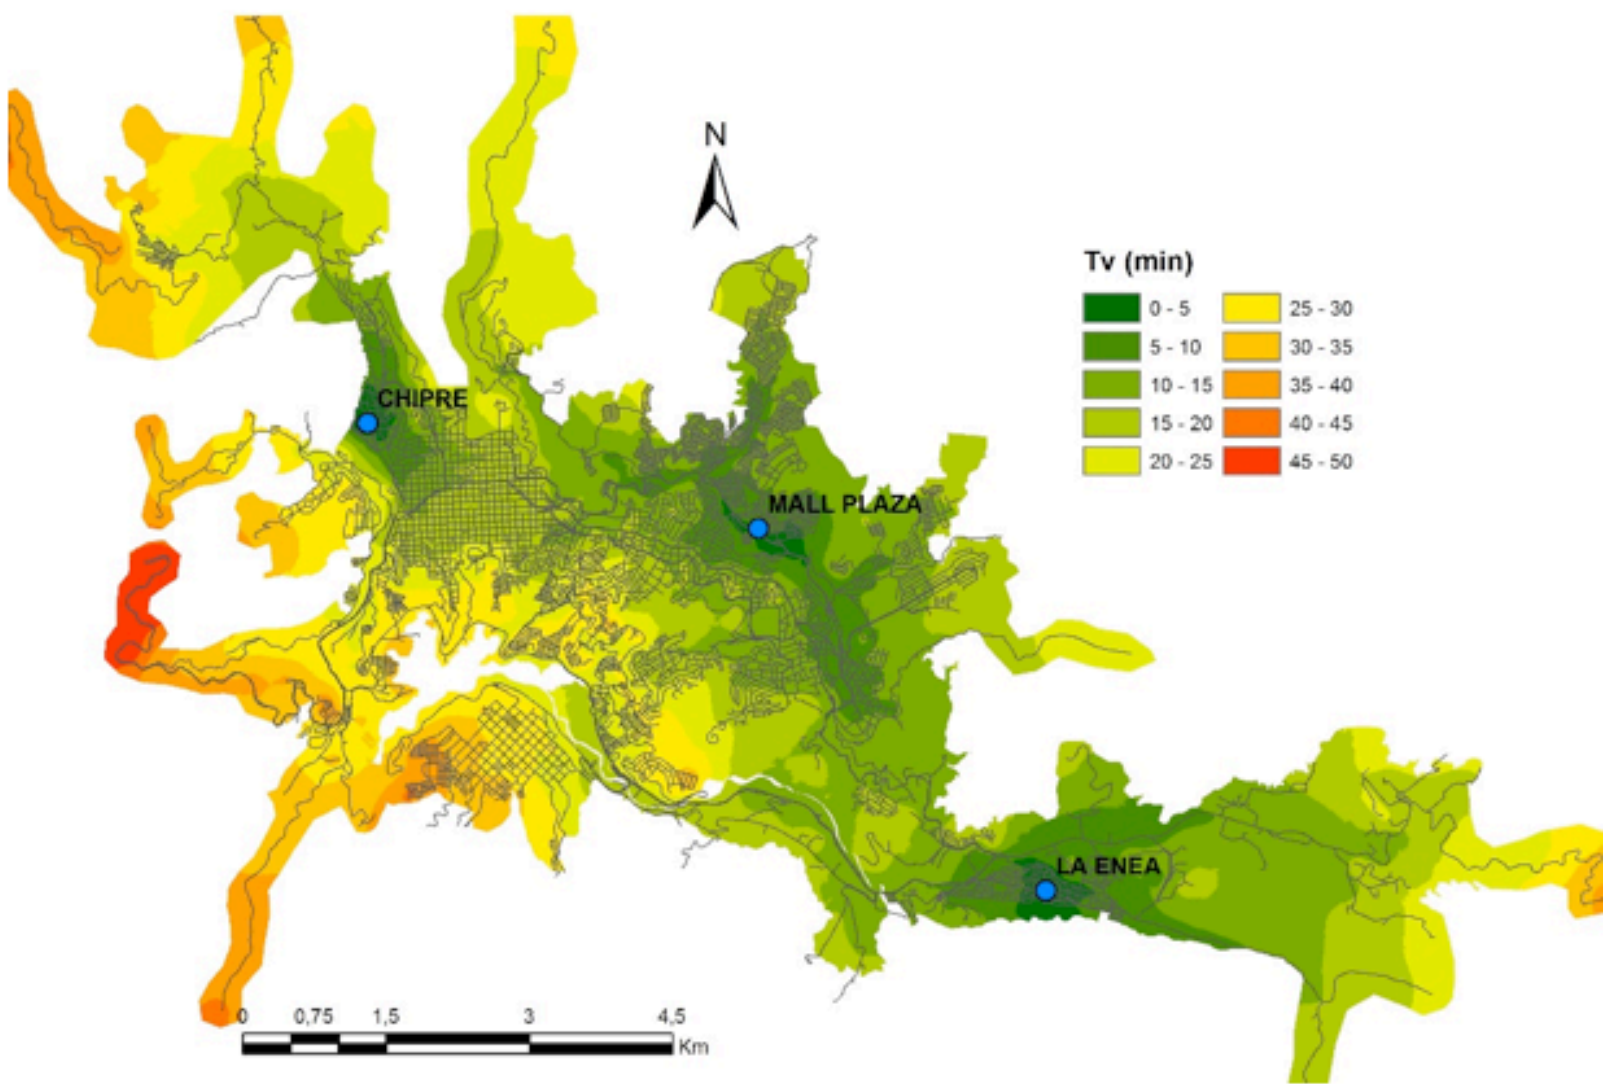 N
Tv (min)
0 - 5
25 - 30
5 - 10
30 - 35
10 - 15
35 - 40
15 - 20
40 - 45
20 - 25
45 - 50
CHIPRE
MALL PLAZA
LA ENEA
0 0,75 1,5 3 4,5
Km